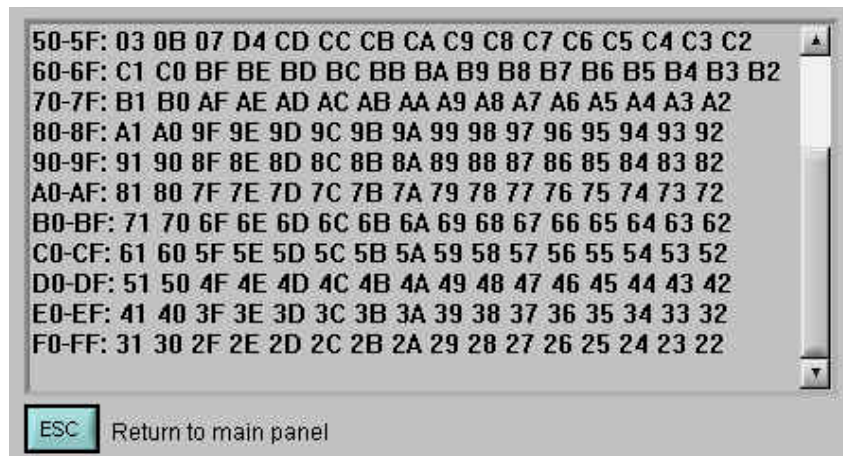 50-5F: 03 0B 07 D4 CD CC CB CA C9 C8 C7 C6 C5 C4 C3 C2
60-6F: C1 C0 BF BE BD BC BB BA B9 B8 B7 B6 B5 B4 B3 B2
70-7F: B1 B0 AF AE AD AC AB AA A9 A8 A7 A6 A5 A4 A3 A2
80-8F: A1 A0 9F 9E 9D 9C 9B 9A 99 98 97 96 95 94 93 92
90-9F: 91 90 8F 8E 8D 8C 8B 8A 89 88 87 86 85 84 83 82
A0-AF: 81 80 7F 7E 7D 7C 7B 7A 79 78 77 76 75 74 73 72
B0-BF: 71 70 6F 6E 6D 6C 6B 6A 69 68 67 66 65 64 63 62
C0-CF: 61 60 5F 5E 5D 5C 5B 5A 59 58 57 56 55 54 53 52
D0-DF: 51 50 4F 4E 4D 4C 4B 4A 49 48 47 46 45 44 43 42
E0-EF: 41 40 3F 3E 3D 3C 3B 3A 39 38 37 36 35 34 33 32
F0-FF: 31 30 2F 2E 2D 2C 2B 2A 29 28 27 26 25 24 23 22
ESC Return to main panel